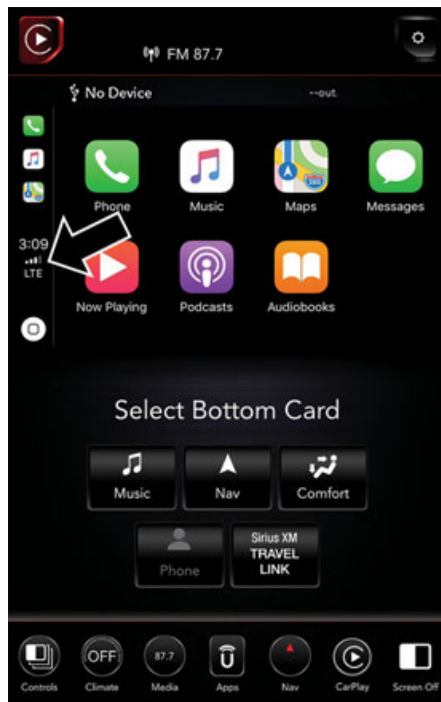 FM 87.7
No Device
--out
Phone
Music
Maps
Messages
3:09
LTE
Now Playing
Podcasts
Audiobooks
Select Bottom Card
Music
Nav
Comfort
Phone
Sirius XM
TRAVEL
LINK
OFF
87.7
Controls
Climate
Media
Apps
Nav
CarPlay
Screen Off